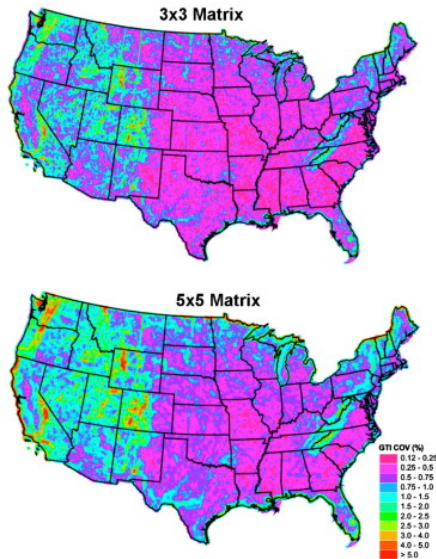 3x3 Matrix
5x5 Matrix
GTI COV (%)
0.12 - 0.25
0.25 - 0.5
0.5 - 0.75
0.75 - 1.0
1.0 - 1.5
1.5 - 2.0
2.0 - 2.5
2.5 - 3.0
3.0 - 4.0
4.0 - 5.0
> 5.0